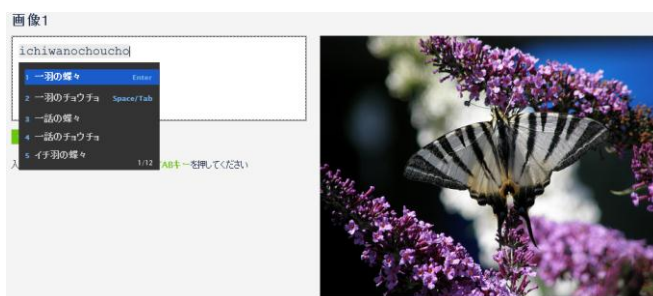 画像1
ichiwanochoucho
1 一羽の蝶々 Enter
2 一羽のチョウチョ Space/Tab
3 一話の蝶々
4 一話のチョウチョ
5 イチ羽の蝶々
1/12
入
TABキーを押してください